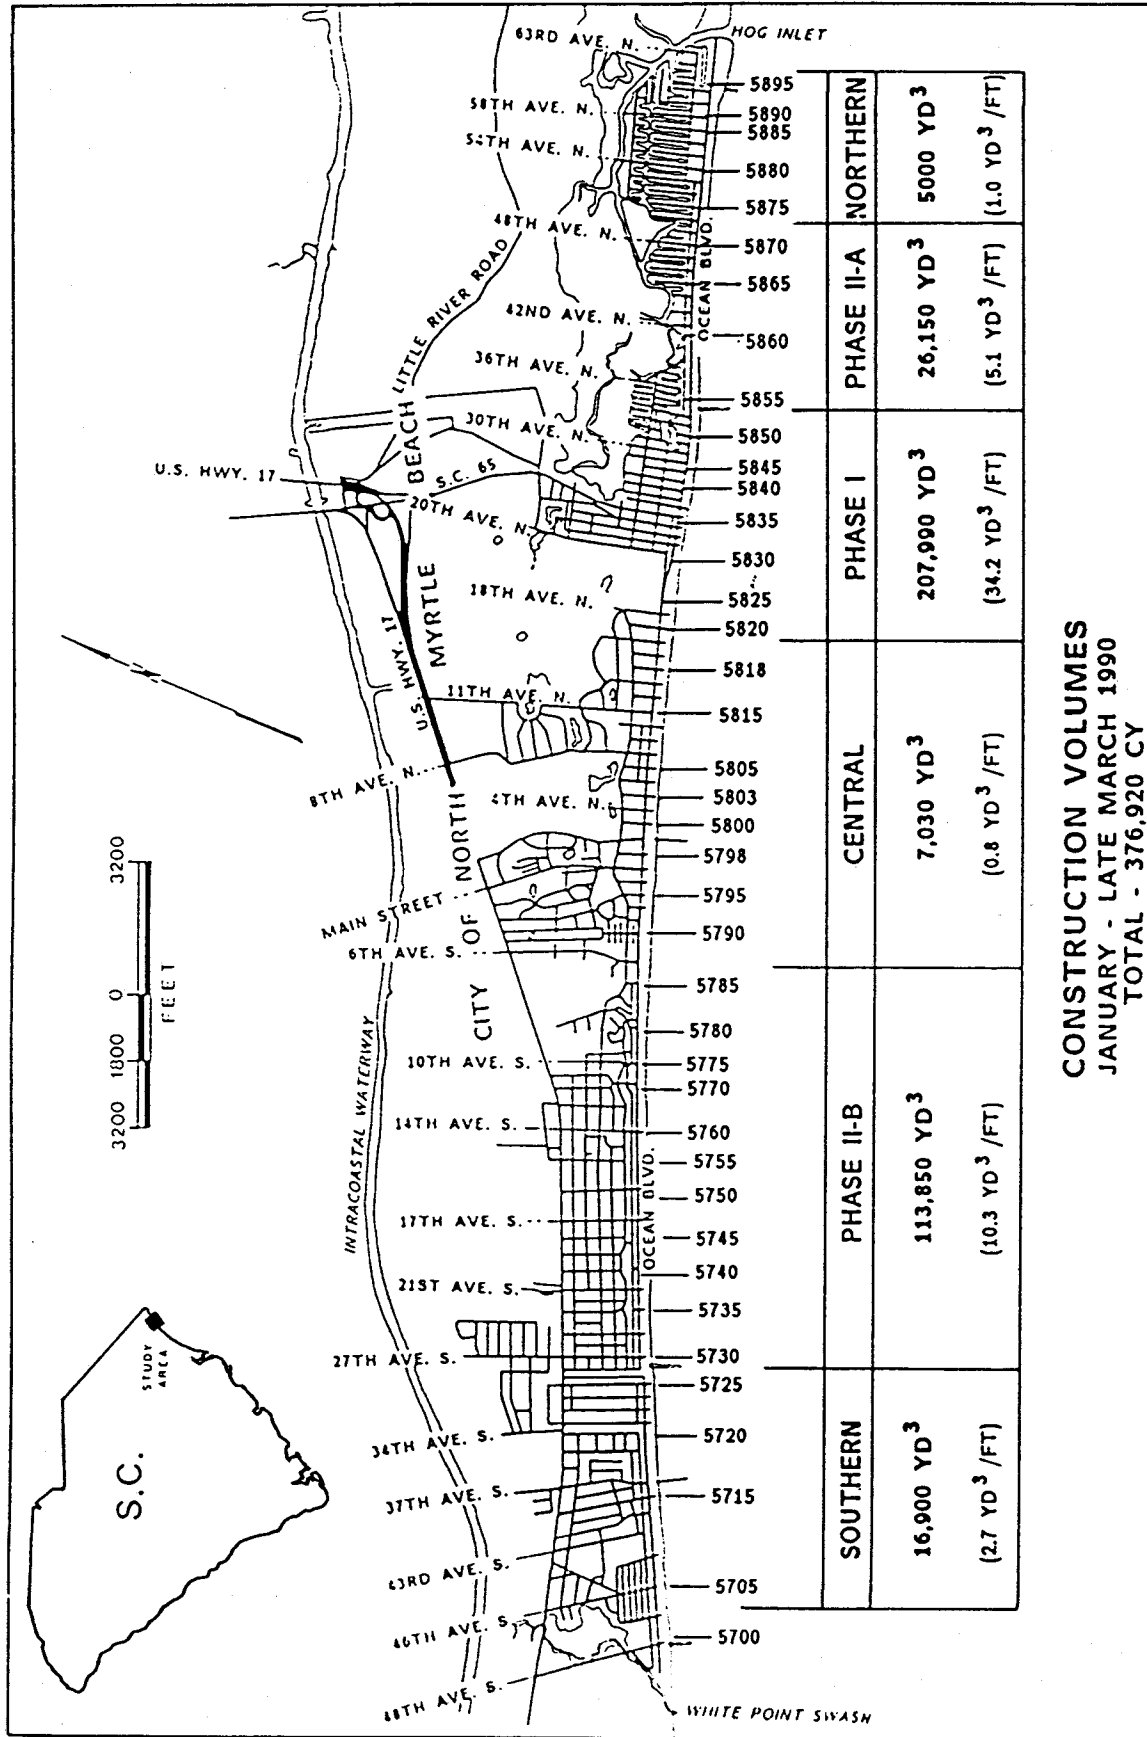 63RD AVE. N.
HOG INLET
58TH AVE. N.
54TH AVE. N.
48TH AVE. N.
42ND AVE. N.
36TH AVE. N.
30TH AVE. N.
20TH AVE. N.
18TH AVE. N.
11TH AVE. N.
8TH AVE. N.
4TH AVE. N.
MAIN STREET
6TH AVE. S.
10TH AVE. S.
14TH AVE. S.
17TH AVE. S.
21ST AVE. S.
27TH AVE. S.
34TH AVE. S.
37TH AVE. S.
43RD AVE. S.
46TH AVE. S.
48TH AVE. S.
WHITE POINT SWASH
LITTLE RIVER ROAD
U.S. HWY. 17
S.C. 65
U.S. HWY. 17
CITY OF NORTH MYRTLE BEACH
INTRACOASTAL WATERWAY
OCEAN BLVD.
OCEAN BLVD.
3200 1800 0 3200
FEET
S.C.
STUDY
AREA
5895
5890
5885
5880
5875
5870
5865
5860
5855
5850
5845
5840
5835
5830
5825
5820
5818
5815
5805
5803
5800
5798
5795
5790
5785
5780
5775
5770
5760
5755
5750
5745
5740
5735
5730
5725
5720
5715
5705
5700
SOUTHERN PHASE II-B CENTRAL PHASE I PHASE II-A NORTHERN
16,900 YD³ 113,850 YD³ 7,030 YD³ 207,990 YD³ 26,150 YD³ 5000 YD³
(2.7 YD³/FT) (10.3 YD³/FT) (0.8 YD³/FT) (34.2 YD³/FT) (5.1 YD³/FT) (1.0 YD³/FT)
CONSTRUCTION VOLUMES
JANUARY - LATE MARCH 1990
TOTAL - 376,920 CY